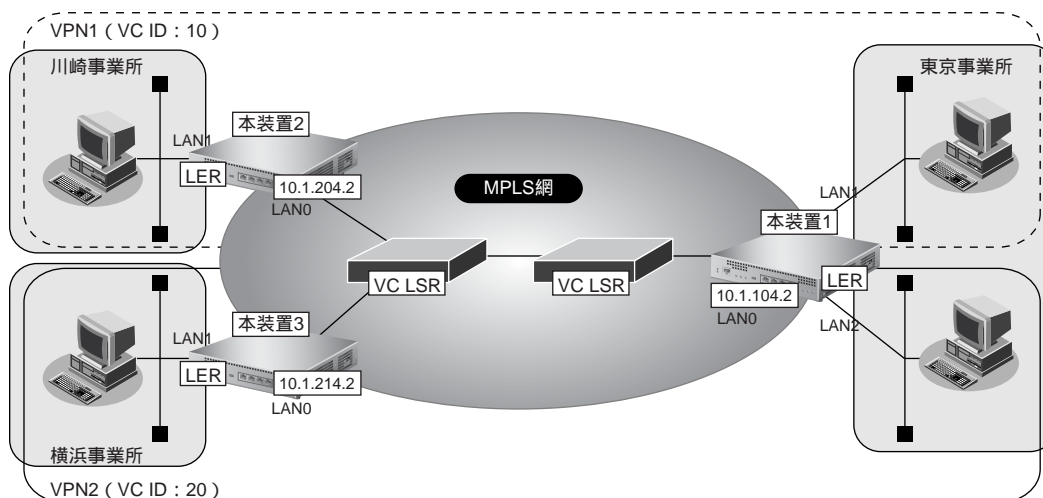 VPN1(VC ID:10)
川崎事業所
東京事業所
本装置2
LAN1
LER
10.1.204.2
LAN0
MPLS網
LAN1
本装置1
VC LSR
VC LSR
LER
10.1.104.2
LAN0
LAN2
本装置3
LAN1
LER
10.1.214.2
LAN0
横浜事業所
VPN2(VC ID:20)